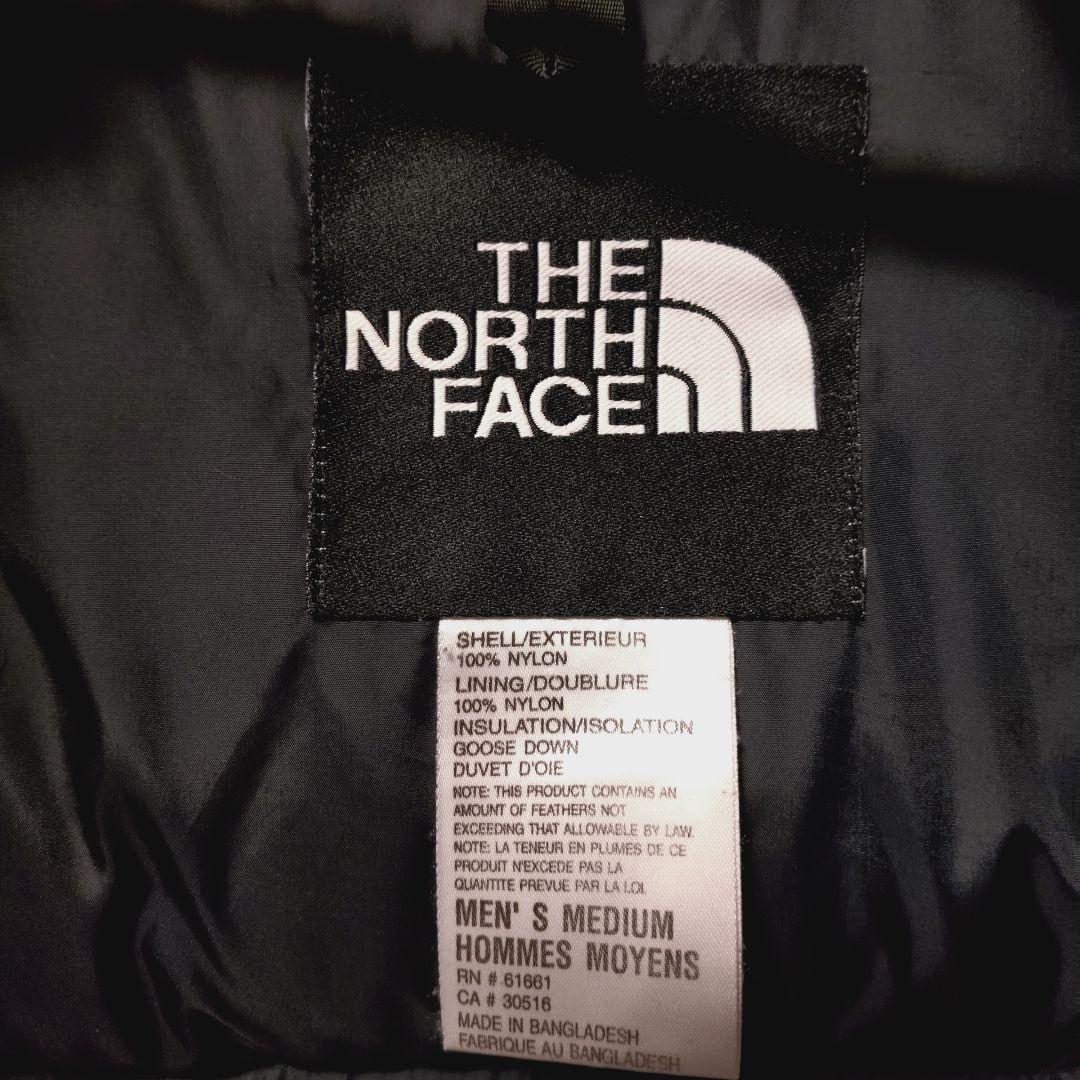 THE
NORTH
FACE
SHELL/EXTERIEUR
100% NYLON
LINING/DOUBLURE
100% NYLON
INSULATION/ISOLATION
GOOSE DOWN
DUVET D'OIE
NOTE: THIS PRODUCT CONTAINS AN
AMOUNT OF FEATHERS NOT
EXCEEDING THAT ALLOWABLE BY LAW.
NOTE: LA TENEUR EN PLUMES DE CE
PRODUIT N'EXCEDE PAS LA
QUANTITE PREVUE PAR LA LOI.
MEN' S MEDIUM
HOMMES MOYENS
RN # 61661
CA # 30516
MADE IN BANGLADESH
FABRIQUE AU BANGLADESH